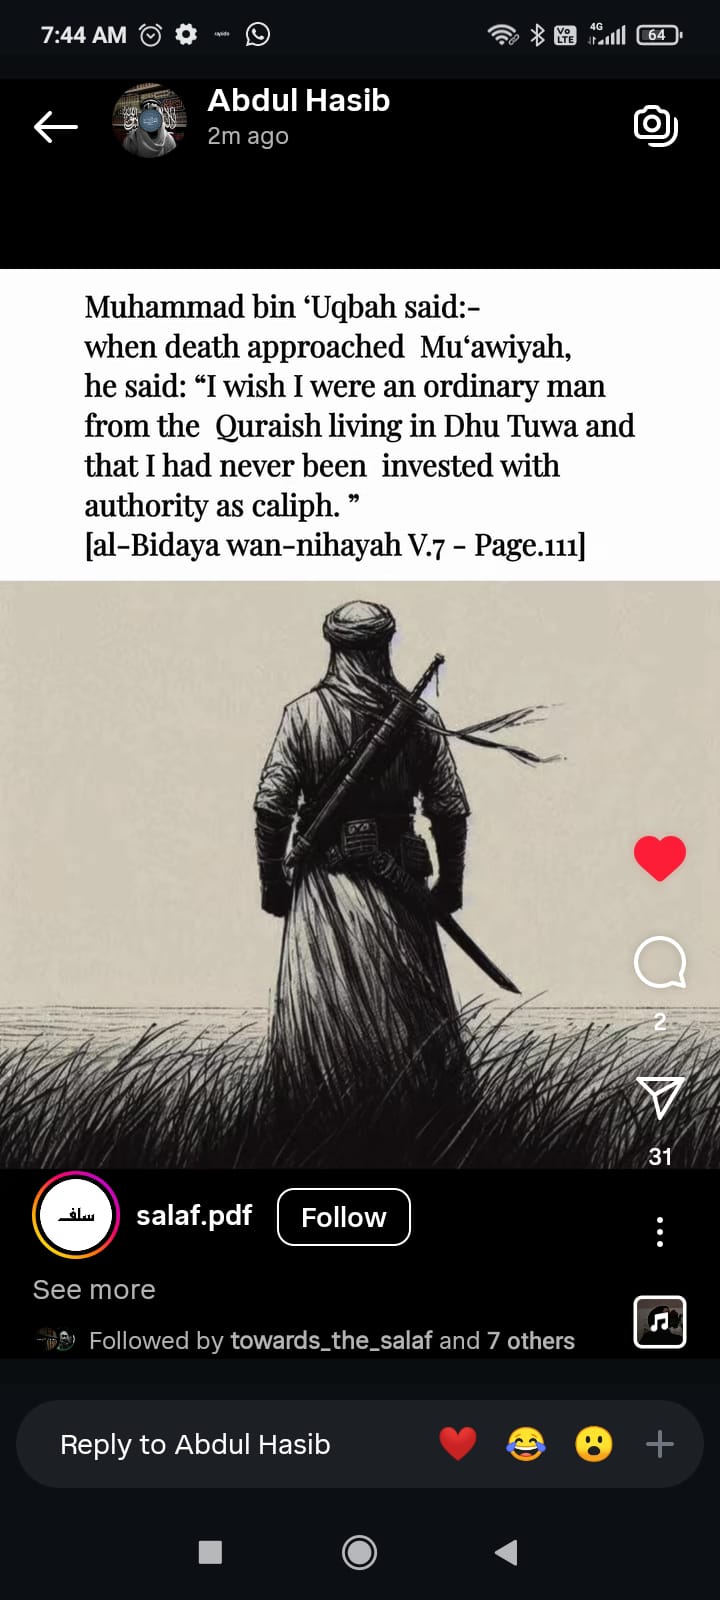 7:44 AM
Vo LTE
4G
64
Abdul Hasib
2m ago
Muhammad bin ‘Uqbah said:-
when death approached Mu‘awiyah,
he said: “I wish I were an ordinary man
from the Quraish living in Dhu Tuwa and
that I had never been invested with
authority as caliph. ”
[al-Bidaya wan-nihayah V.7 - Page.111]
2
31
سلف
salaf.pdf
Follow
See more
Followed by towards_the_salaf and 7 others
Reply to Abdul Hasib